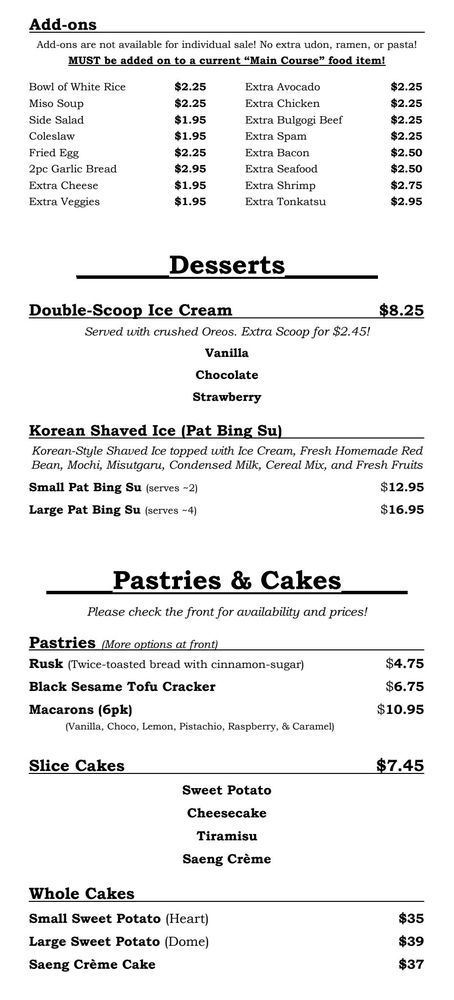 Add-ons
Add-ons are not available for individual sale! No extra udon, ramen, or pasta!
MUST be added on to a current “Main Course” food item!
Bowl of White Rice $2.25 Extra Avocado $2.25
Miso Soup $2.25 Extra Chicken $2.25
Side Salad $1.95 Extra Bulgogi Beef $2.25
Coleslaw $1.95 Extra Spam $2.25
Fried Egg $2.25 Extra Bacon $2.50
2pc Garlic Bread $2.95 Extra Seafood $2.50
Extra Cheese $1.95 Extra Shrimp $2.75
Extra Veggies $1.95 Extra Tonkatsu $2.95
Desserts
Double-Scoop Ice Cream $8.25
Served with crushed Oreos. Extra Scoop for $2.45!
Vanilla
Chocolate
Strawberry
Korean Shaved Ice (Pat Bing Su)
Korean-Style Shaved Ice topped with Ice Cream, Fresh Homemade Red
Bean, Mochi, Misutgaru, Condensed Milk, Cereal Mix, and Fresh Fruits
Small Pat Bing Su (serves ~2) $12.95
Large Pat Bing Su (serves ~4) $16.95
Pastries & Cakes
Please check the front for availability and prices!
Pastries (More options at front)
Rusk (Twice-toasted bread with cinnamon-sugar) $4.75
Black Sesame Tofu Cracker $6.75
Macarons (6pk) $10.95
(Vanilla, Choco, Lemon, Pistachio, Raspberry, & Caramel)
Slice Cakes $7.45
Sweet Potato
Cheesecake
Tiramisu
Saeng Crème
Whole Cakes
Small Sweet Potato (Heart) $35
Large Sweet Potato (Dome) $39
Saeng Crème Cake $37